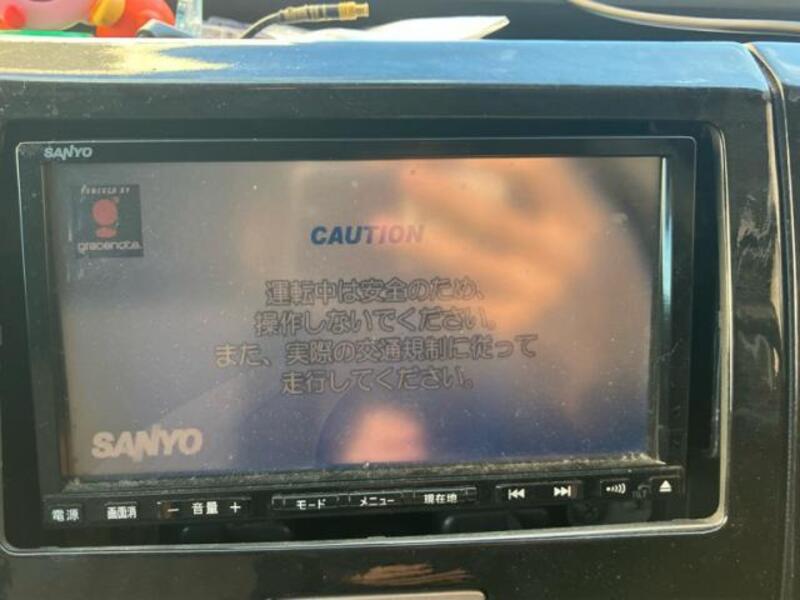 SANYO
POWERED BY
gracenote
CAUTION
運転中は安全のため、
操作しないでください。
また、実際の交通規制に従って
走行してください。
SANYO
電源 画面消 − 音量 + モード メニュー 現在地